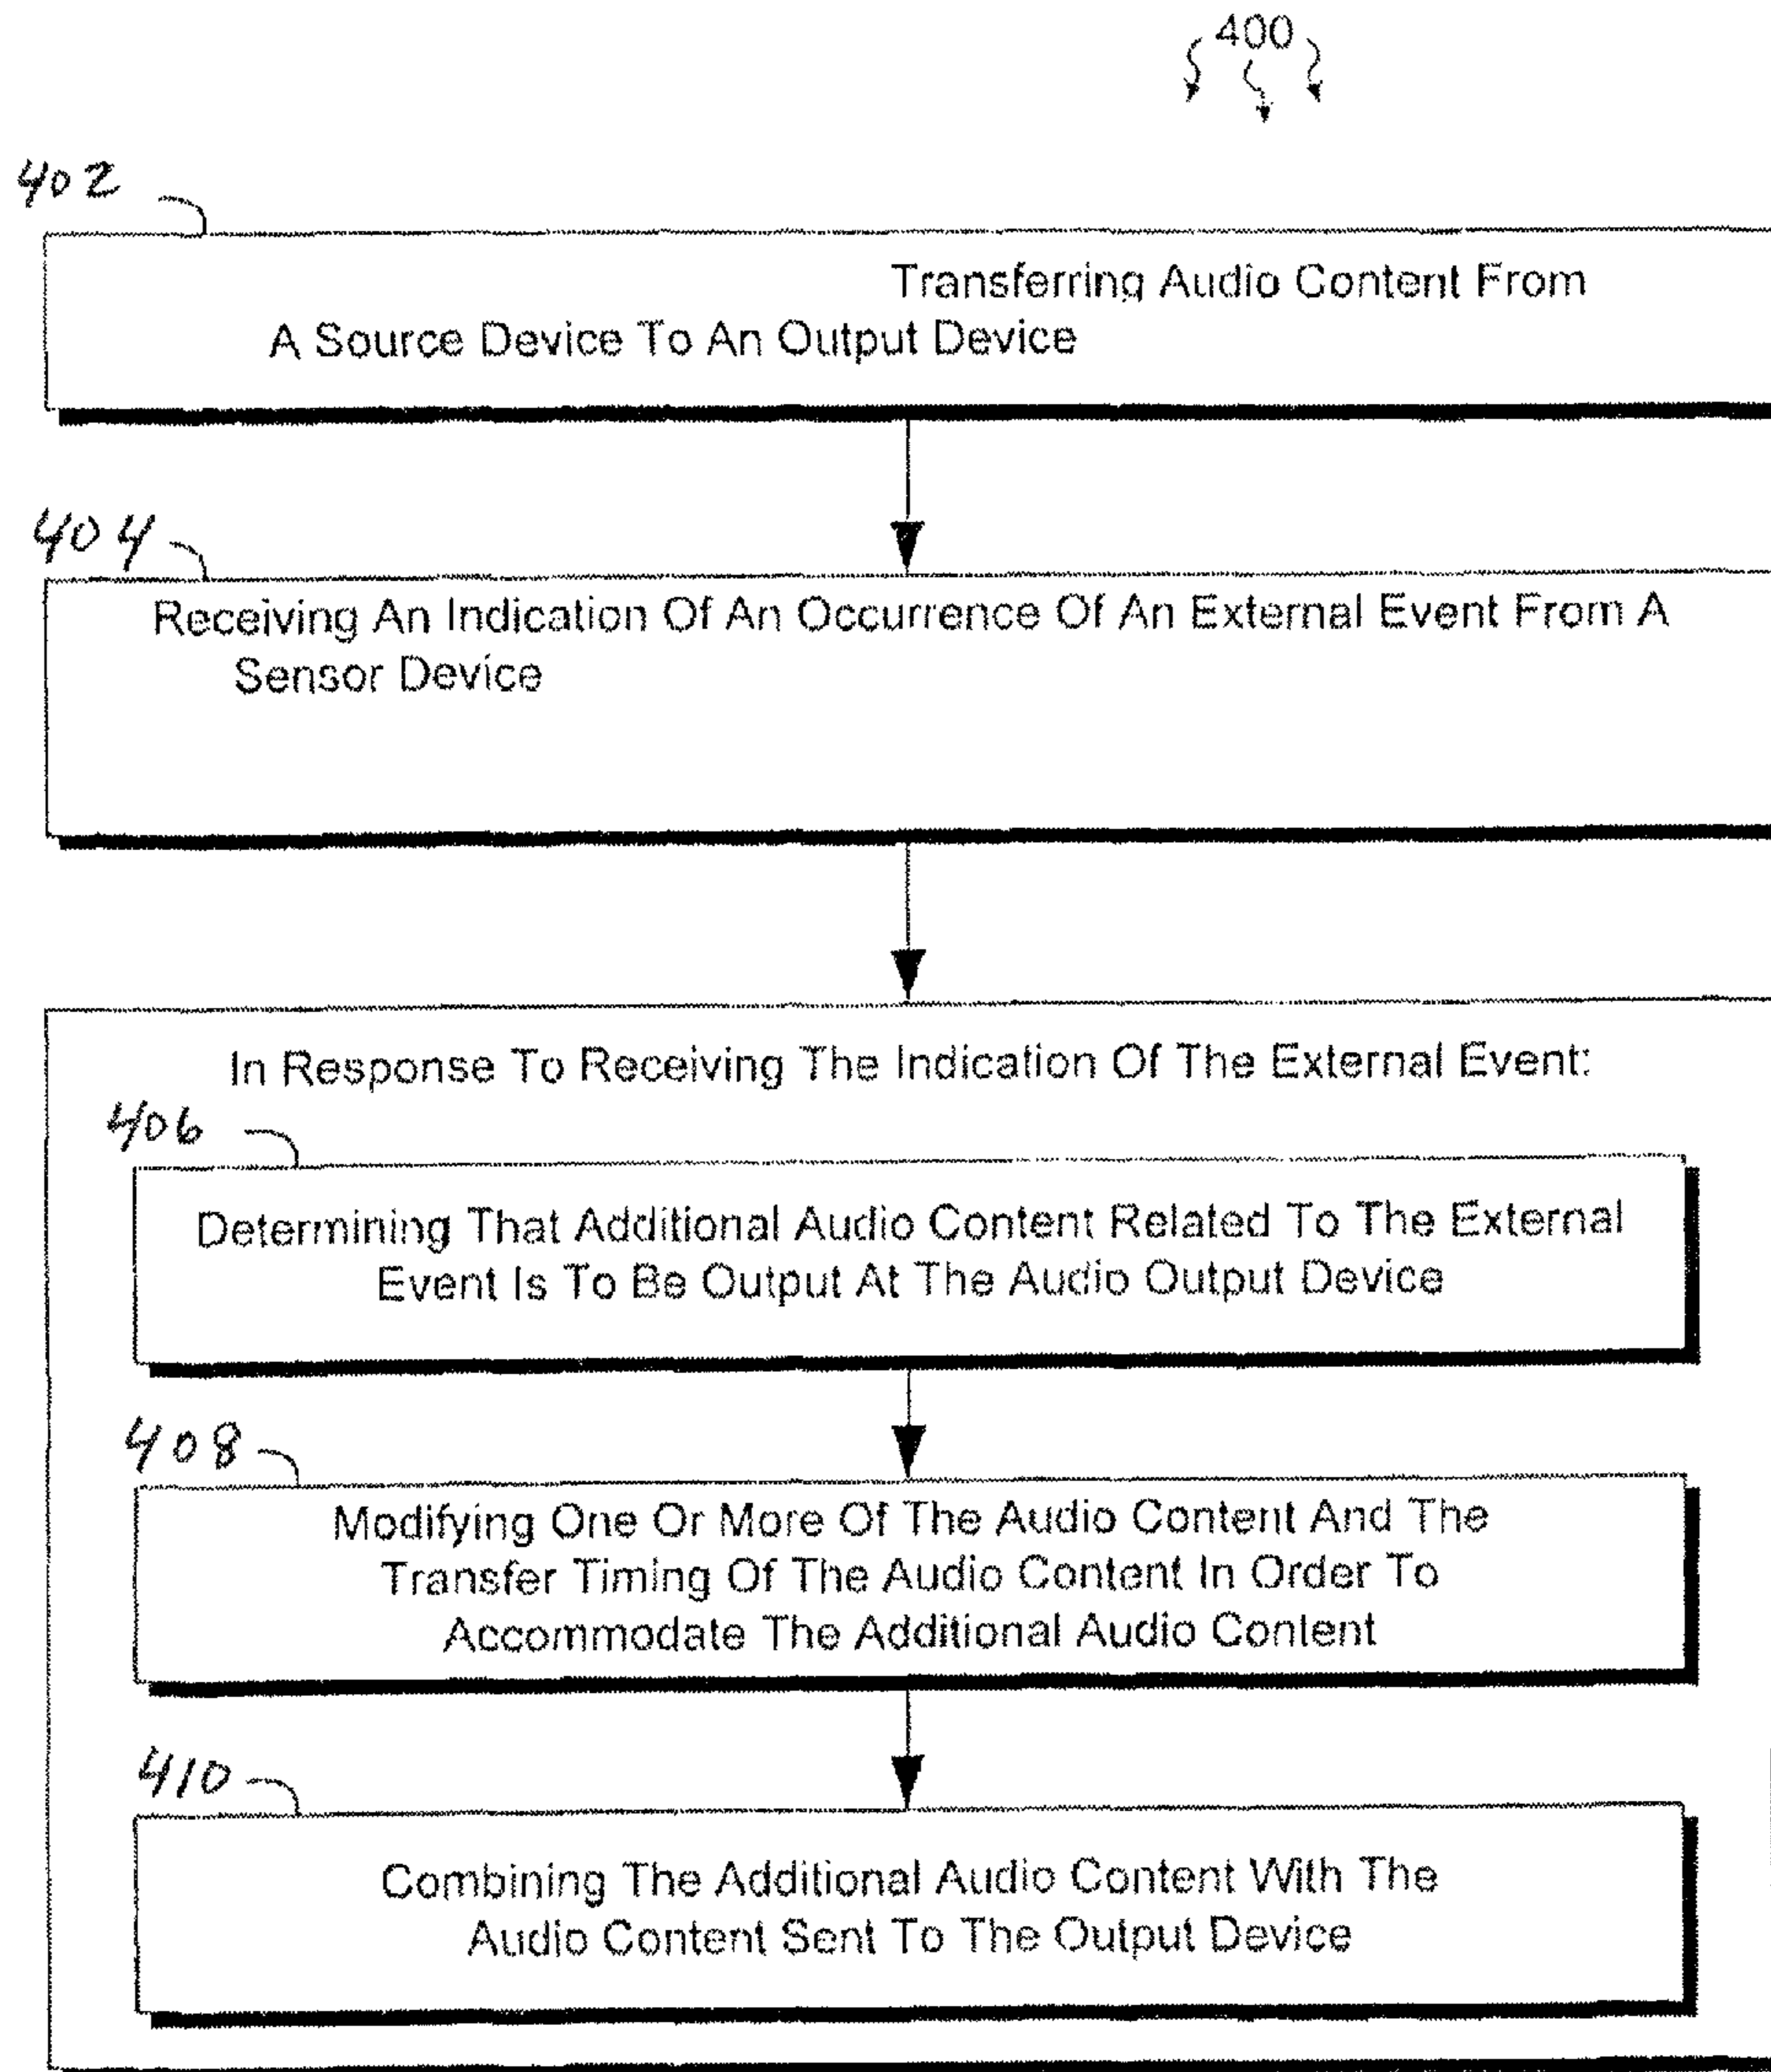 400
402
Transferring Audio Content From
A Source Device To An Output Device
404
Receiving An Indication Of An Occurrence Of An External Event From A
Sensor Device
In Response To Receiving The Indication Of The External Event:
406
Determining That Additional Audio Content Related To The External
Event Is To Be Output At The Audio Output Device
408
Modifying One Or More Of The Audio Content And The
Transfer Timing Of The Audio Content In Order To
Accommodate The Additional Audio Content
410
Combining The Additional Audio Content With The
Audio Content Sent To The Output Device